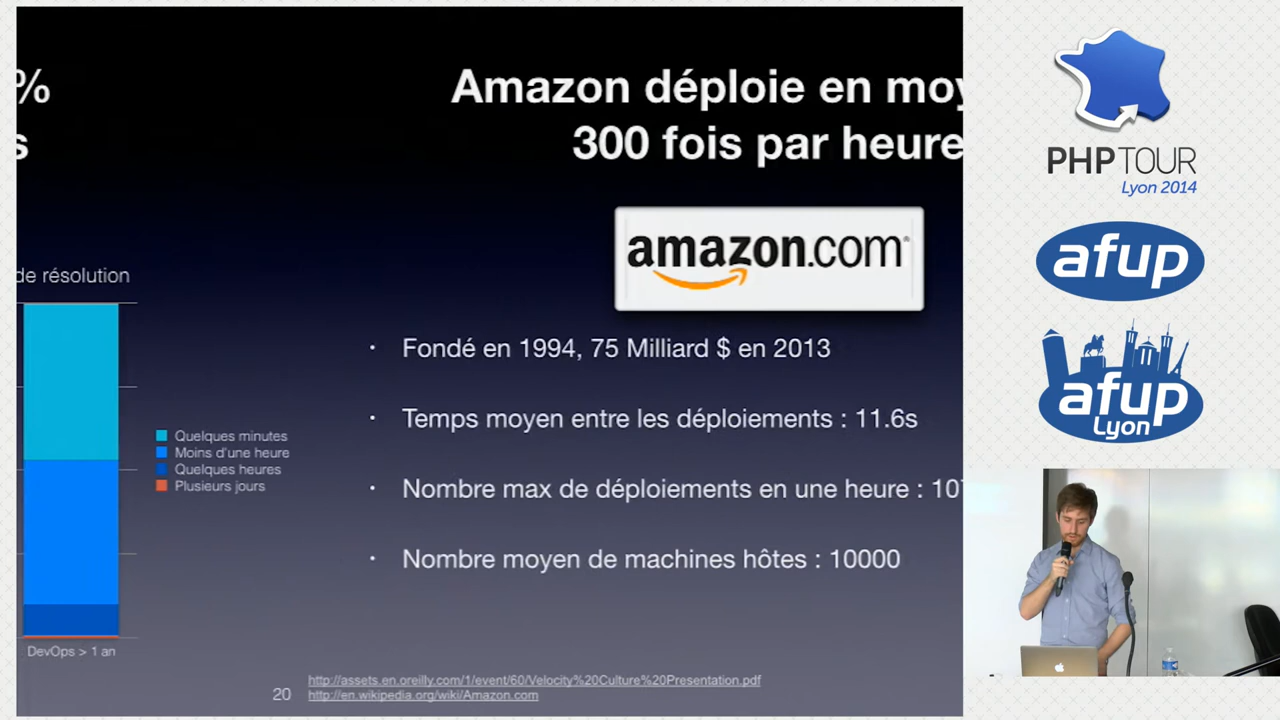 %
s
Amazon déploie en moy
300 fois par heure
amazon.com
de résolution
Fondé en 1994, 75 Milliard $ en 2013
Temps moyen entre les déploiements : 11.6s
Quelques minutes
Moins d'une heure
Quelques heures
Plusieurs jours
Nombre max de déploiements en une heure : 10
Nombre moyen de machines hôtes : 10000
DevOps > 1 an
http://assets.en.oreilly.com/1/event/60/Velocity%20Culture%20Presentation.pdf
20
http://en.wikipedia.org/wiki/Amazon.com
PHP TOUR
Lyon 2014
afup
afup
Lyon